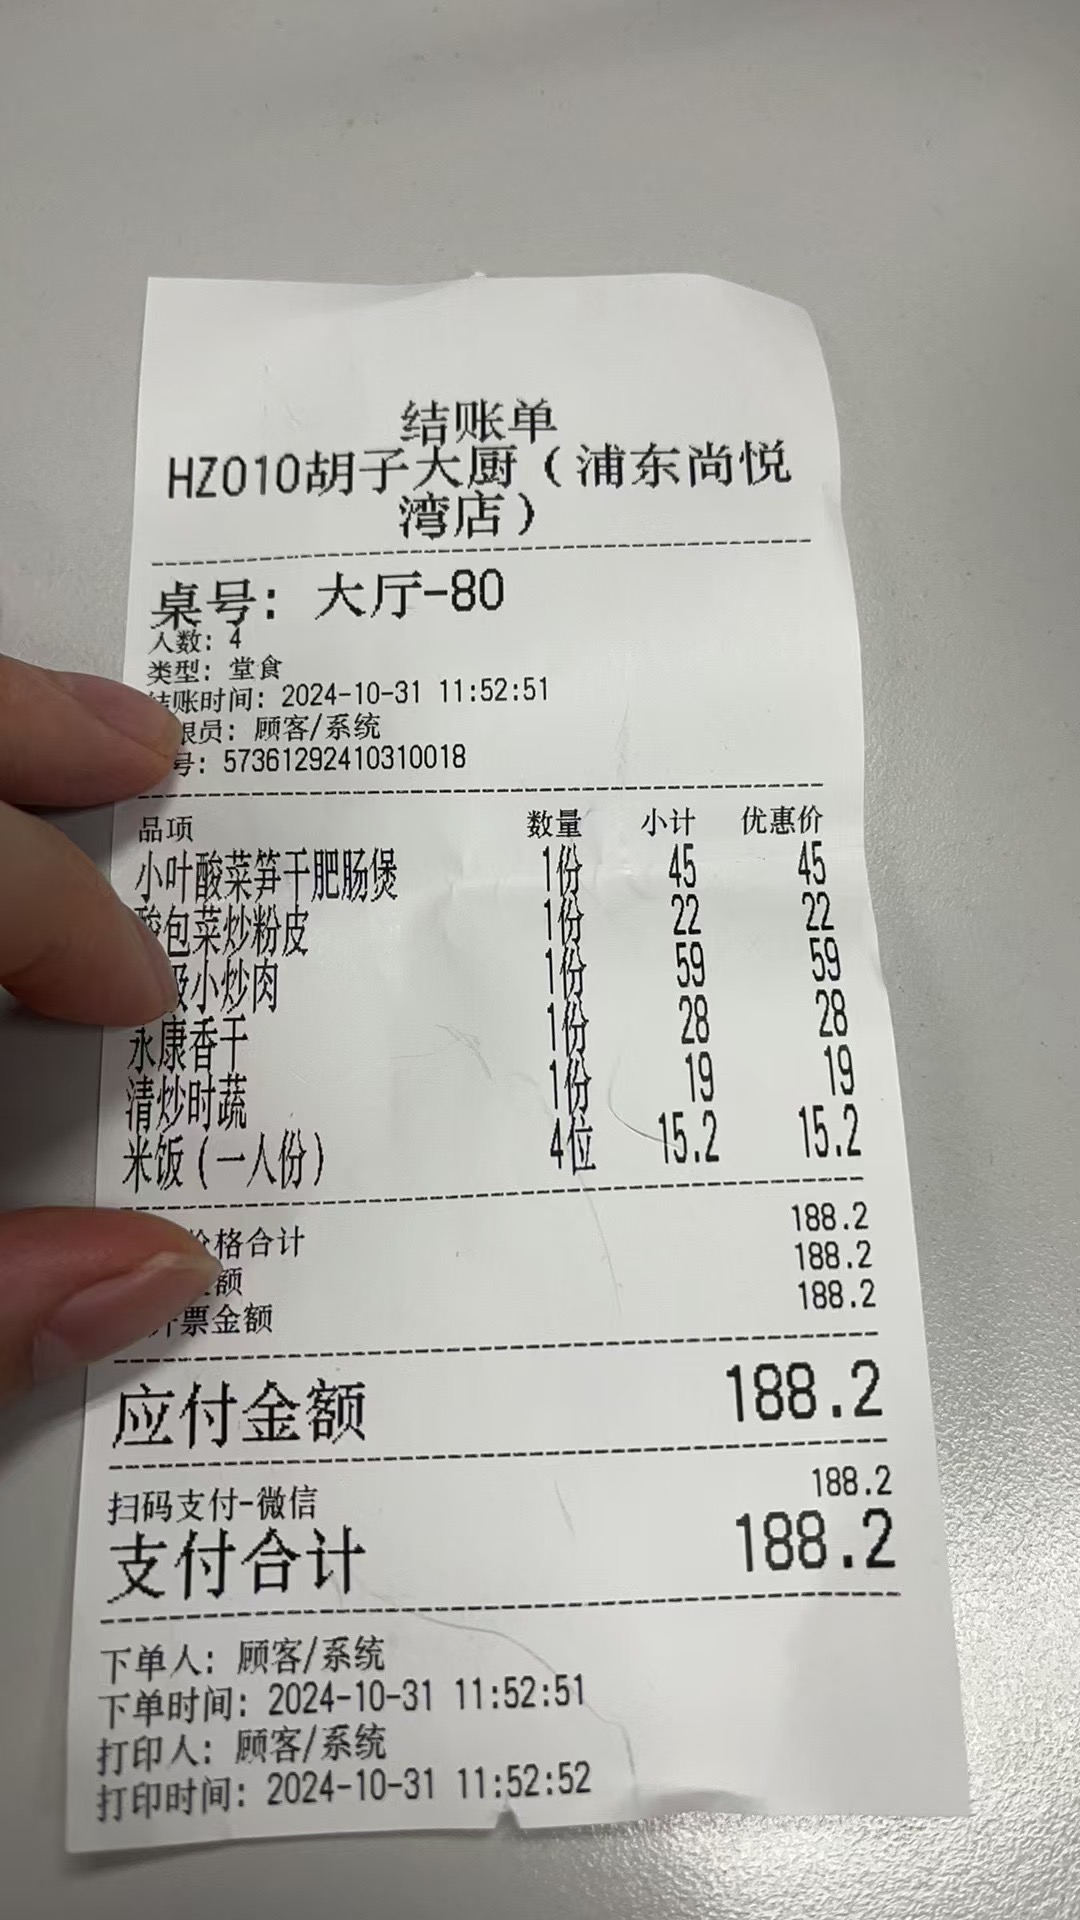 结账单
HZ010胡子大厨（浦东尚悦
湾店）
桌号：大厅-80
人数：4
类型：堂食
结账时间：2024-10-31 11:52:51
员：顾客/系统
号：573612924103100​18
品项 数量 小计 优惠价
小叶酸菜笋干肥肠煲 1份 45 45
酸包菜炒粉皮 1份 22 22
级小炒肉 1份 59 59
永康香干 1份 28 28
清炒时蔬 1份 19 19
米饭（一人份） 4位 15.2 15.2
价格合计 188.2
额 188.2
开票金额 188.2
应付金额 188.2
扫码支付-微信 188.2
支付合计 188.2
下单人：顾客/系统
下单时间：2024-10-31 11:52:51
打印人：顾客/系统
打印时间：2024-10-31 11:52:52